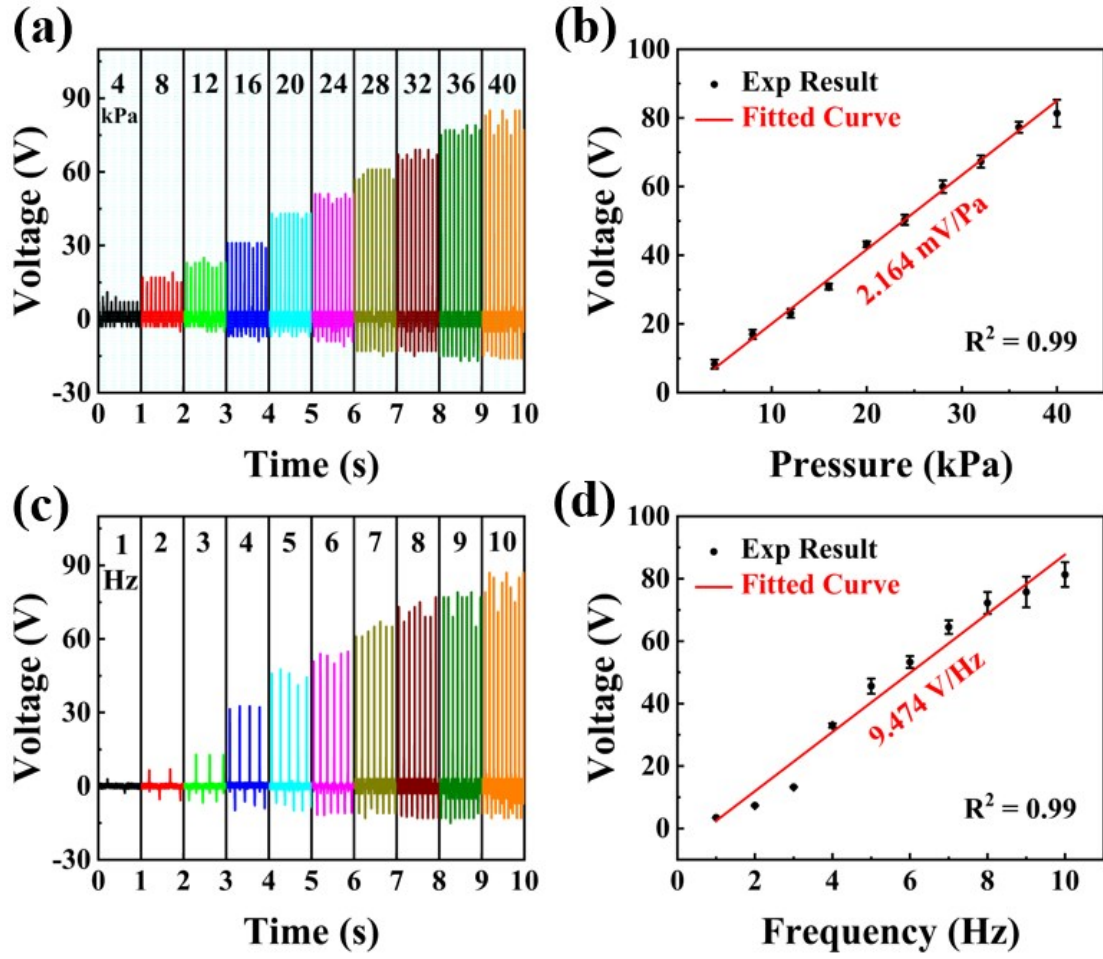 (a)
4 8 12 16 20 24 28 32 36 40
kPa
90
60
30
0
-30
Voltage (V)
0 1 2 3 4 5 6 7 8 9 10
Time (s)
(b)
100
80
60
40
20
0
Voltage (V)
Exp Result
Fitted Curve
2.164 mV/Pa
R² = 0.99
10 20 30 40
Pressure (kPa)
(c)
1 2 3 4 5 6 7 8 9 10
Hz
90
60
30
0
-30
Voltage (V)
0 1 2 3 4 5 6 7 8 9 10
Time (s)
(d)
100
80
60
40
20
0
Voltage (V)
Exp Result
Fitted Curve
9.474 V/Hz
R² = 0.99
0 2 4 6 8 10
Frequency (Hz)